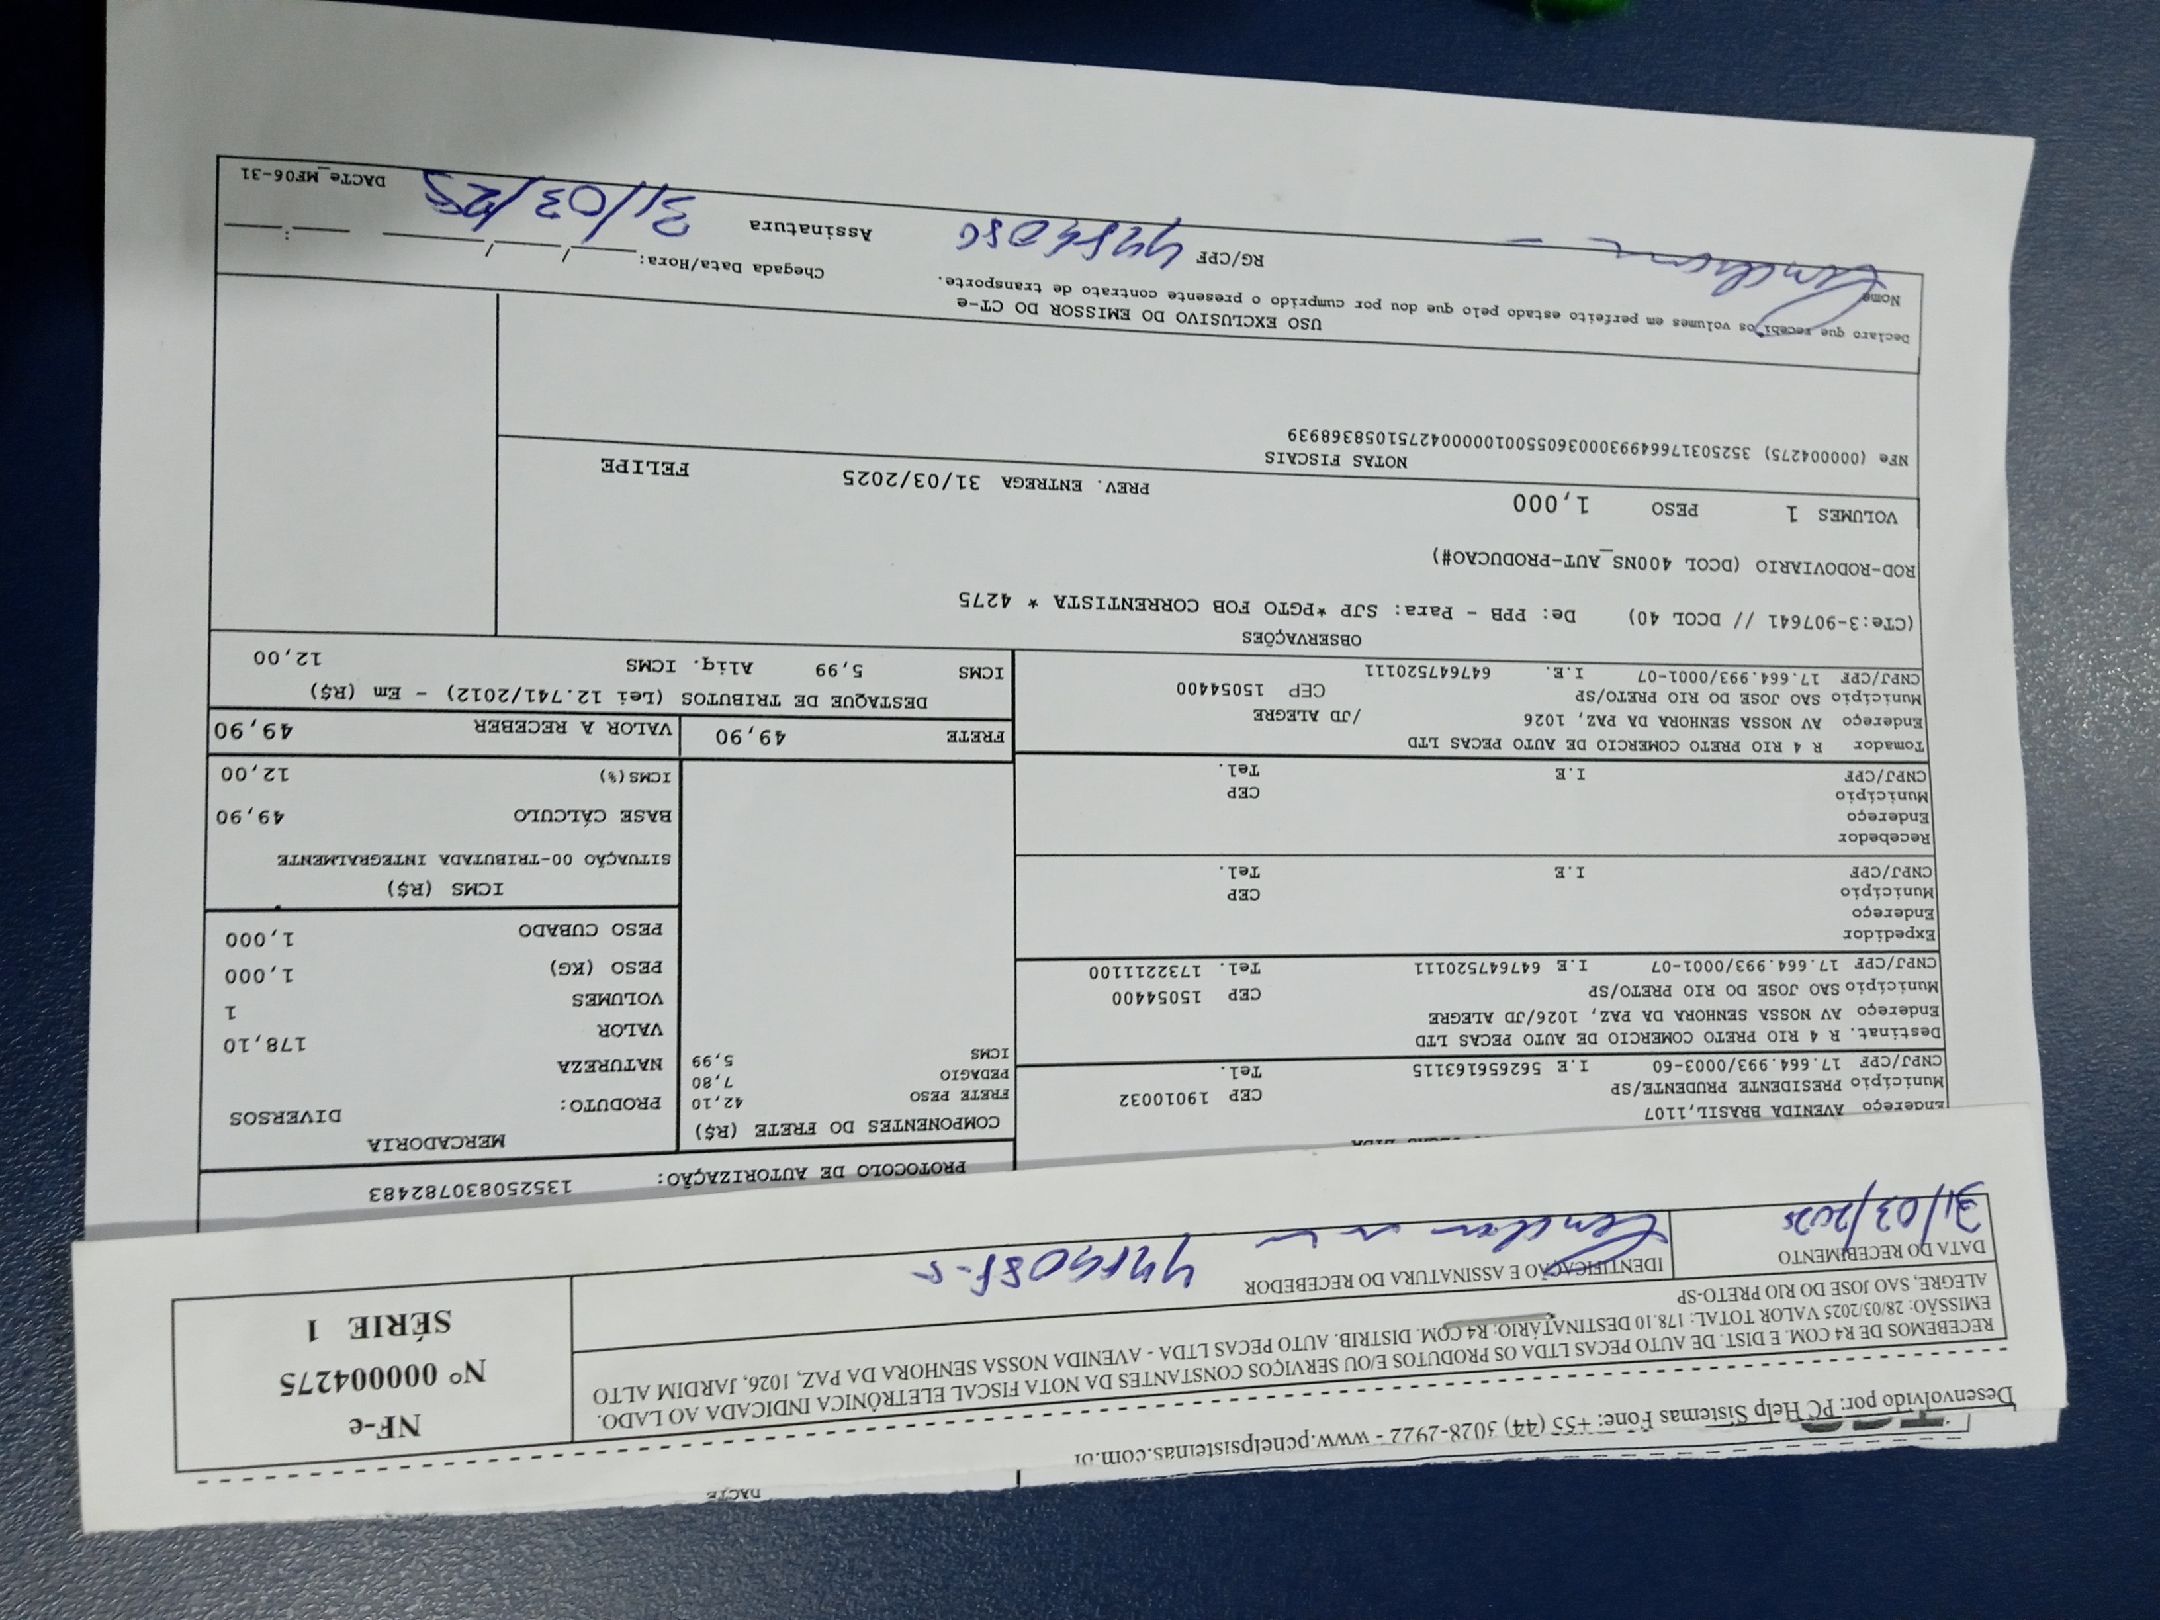 DACTE
Desenvolvido por: PC Help Sistemas Fone: +55 (44) 3028-2922 - www.pchelpsistemas.com.br
RECEBEMOS DE R4 COM. E DIST. DE AUTO PECAS LTDA OS PRODUTOS E/OU SERVIÇOS CONSTANTES DA NOTA FISCAL ELETRÔNICA INDICADA AO LADO.
EMISSÃO: 28/03/2025 VALOR TOTAL: 178.10 DESTINATÁRIO: R4 COM. DISTRIB. AUTO PECAS LTDA - AVENIDA NOSSA SENHORA DA PAZ, 1026, JARDIM ALTO
ALEGRE, SAO JOSE DO RIO PRETO-SP
DATA DO RECEBIMENTO
31/03/2025
IDENTIFICAÇÃO E ASSINATURA DO RECEBEDOR
NF-e
Nº 000004275
SÉRIE 1
PROTOCOLO DE AUTORIZAÇÃO: 135250830782483
Endereço AVENIDA BRASIL,1107
Município PRESIDENTE PRUDENTE/SP CEP 19010032
CNPJ/CPF 17.664.993/0003-60 I.E 562656163115 Tel.
Destinat. R 4 RIO PRETO COMERCIO DE AUTO PECAS LTD
Endereço AV NOSSA SENHORA DA PAZ, 1026/JD ALEGRE
Município SAO JOSE DO RIO PRETO/SP CEP 15054400
CNPJ/CPF 17.664.993/0001-07 I.E 647647520111 Tel. 1732211100
Expedidor
Endereço
Município CEP
CNPJ/CPF I.E Tel.
Recebedor
Endereço
Município CEP
CNPJ/CPF I.E Tel.
Tomador R 4 RIO PRETO COMERCIO DE AUTO PECAS LTD
Endereço AV NOSSA SENHORA DA PAZ, 1026 /JD ALEGRE
Município SAO JOSE DO RIO PRETO/SP CEP 15054400
CNPJ/CPF 17.664.993/0001-07 I.E. 647647520111
COMPONENTES DO FRETE (R$)
FRETE PESO 42,10
PEDAGIO 7,80
ICMS 5,99
FRETE 49,90
MERCADORIA
PRODUTO: DIVERSOS
NATUREZA
VALOR 178,10
VOLUMES 1
PESO (KG) 1,000
PESO CUBADO 1,000
ICMS (R$)
SITUAÇÃO 00-TRIBUTADA INTEGRALMENTE
BASE CÁLCULO 49,90
ICMS(%) 12,00
VALOR A RECEBER 49,90
DESTAQUE DE TRIBUTOS (Lei 12.741/2012) - Em (R$)
ICMS 5,99 Aliq. ICMS 12,00
OBSERVAÇÕES
(CTe:3-907641 // DCOL 40) De: PPB - Para: SJP *PGTO FOB CORRENTISTA * 4275
ROD-RODOVIARIO (DCOL 400NS_AUT-PRODUCAO#)
VOLUMES 1 PESO 1,000 PREV. ENTREGA 31/03/2025 FELIPE
NOTAS FISCAIS
NFe (000004275) 35250317664993000360550010000042751058368939
USO EXCLUSIVO DO EMISSOR DO CT-e
Declaro que recebi os volumes em perfeito estado pelo que dou por cumprido o presente contrato de transporte.
Chegada Data/Hora: ____/____/______ ____:____
Nome RG/CPF Assinatura 31/03/25
DACTe_MF06-31